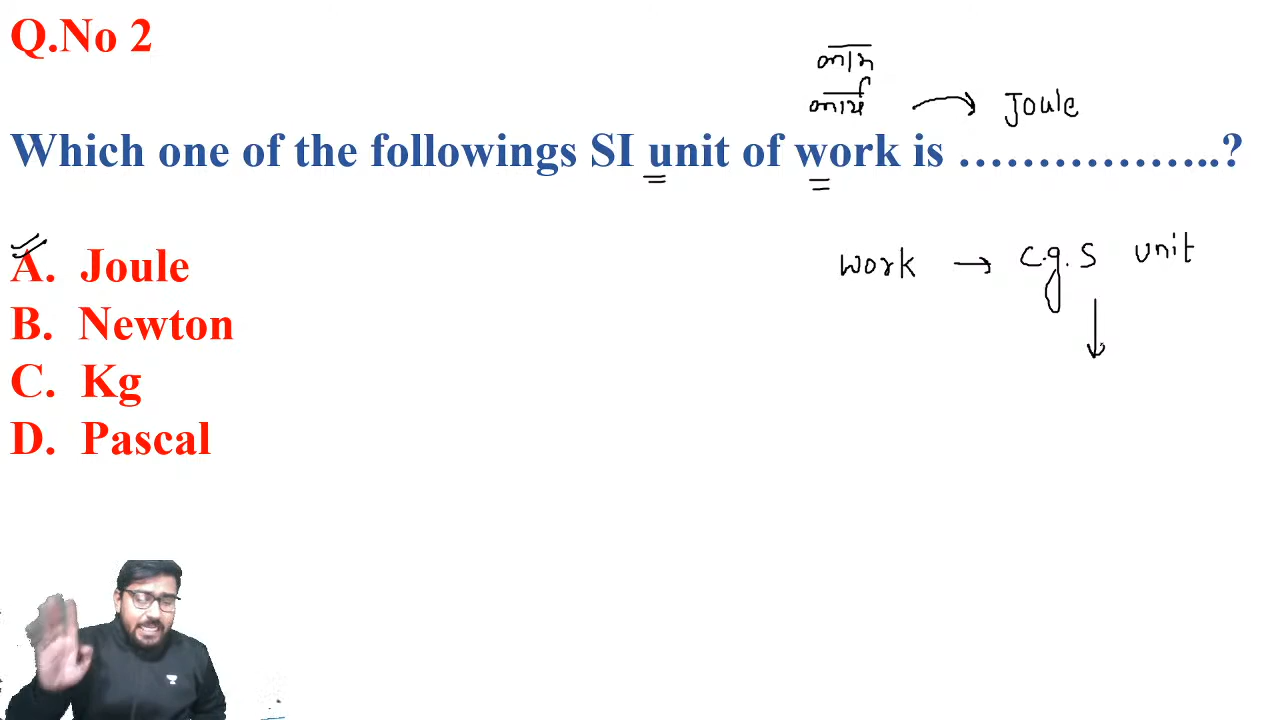 Q.No 2
काम
कार्य → Joule
Which one of the followings SI unit of work is ……………..?
A. Joule
B. Newton
C. Kg
D. Pascal
work → C.g.S unit